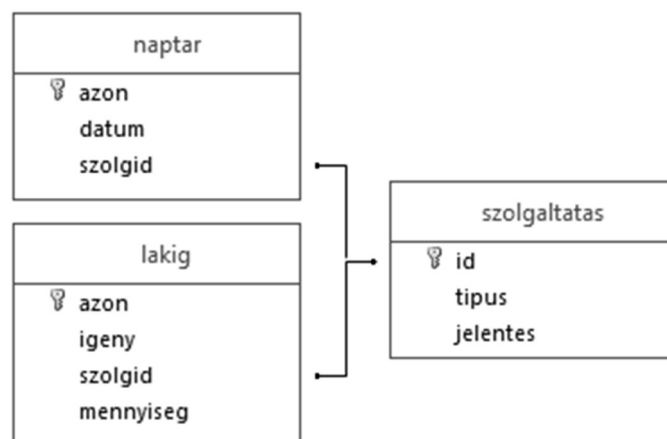 naptar
azon
datum
szolgid
lakig
azon
igeny
szolgid
mennyiseg
szolgaltatas
id
tipus
jelentes